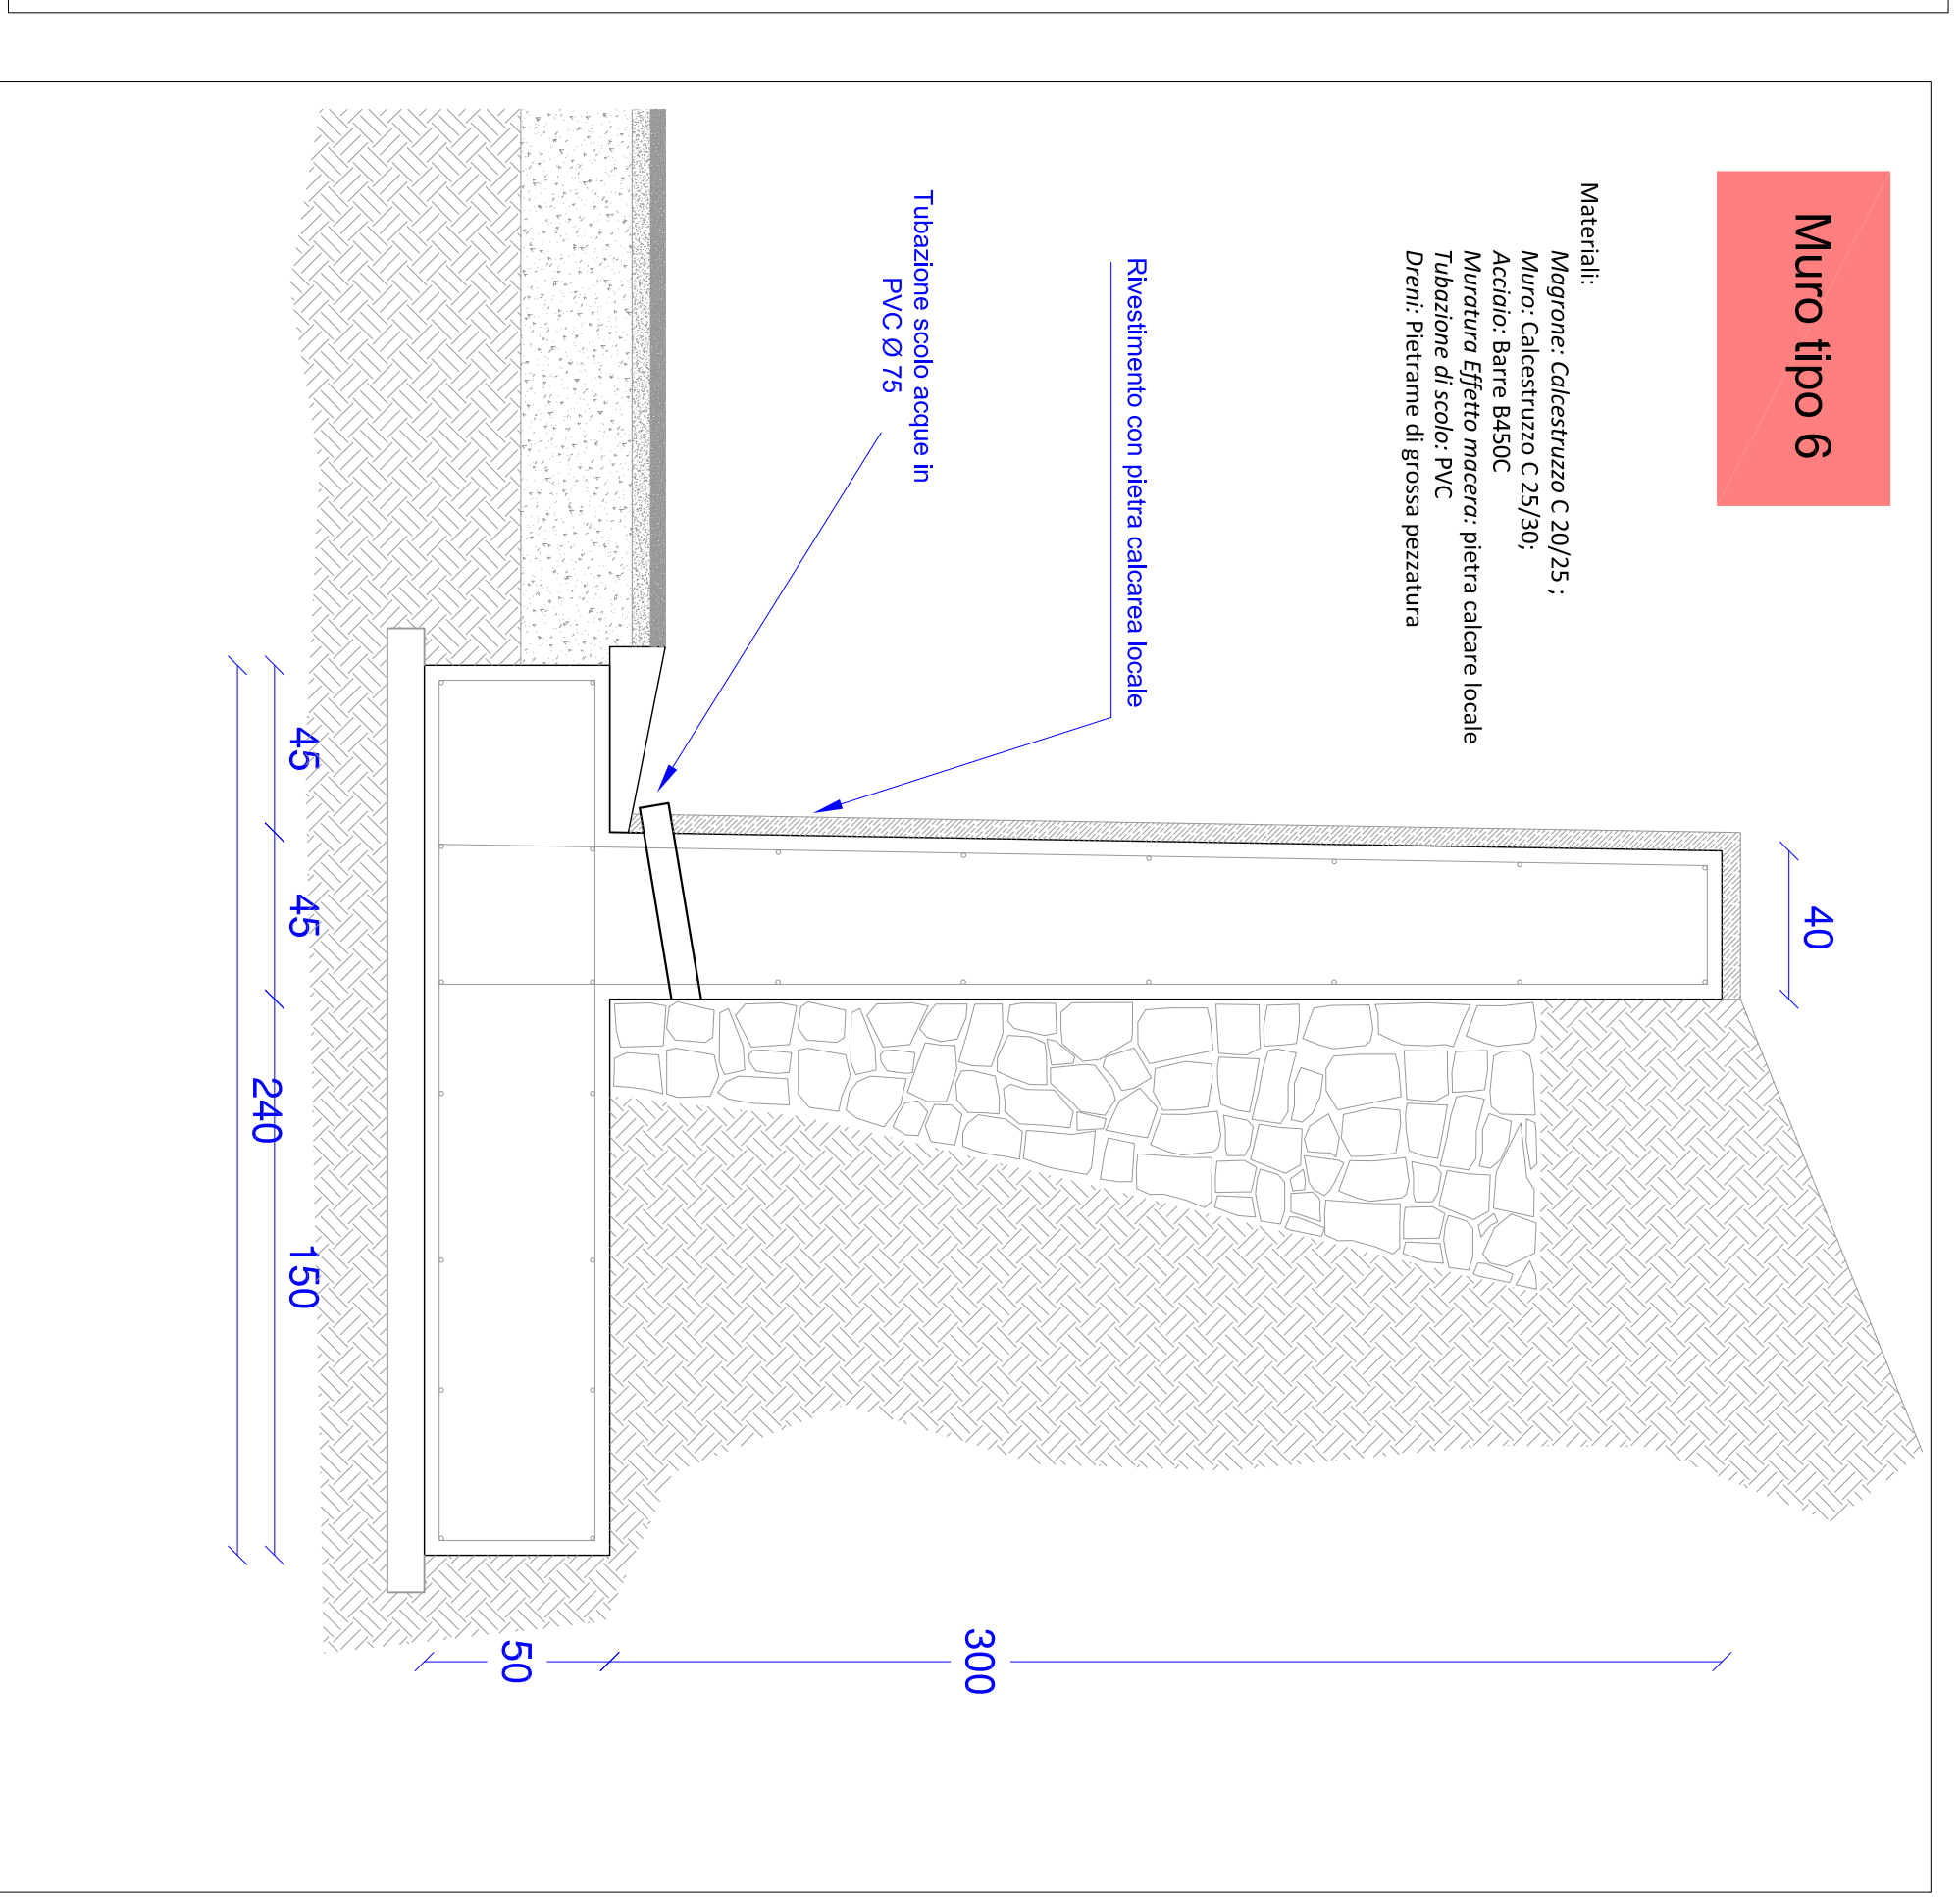 Muro tipo 6
Materiali:
Magrone: Calcestruzzo C 20/25 ;
Muro: Calcestruzzo C 25/30;
Acciaio: Barre B450C
Muratura Effetto macera: pietra calcare locale
Tubazione di scolo: PVC
Dreni: Pietrame di grossa pezzatura
40
Rivestimento con pietra calcarea locale
Tubazione scolo acque in
PVC Ø 75
300
50
45
45
150
240